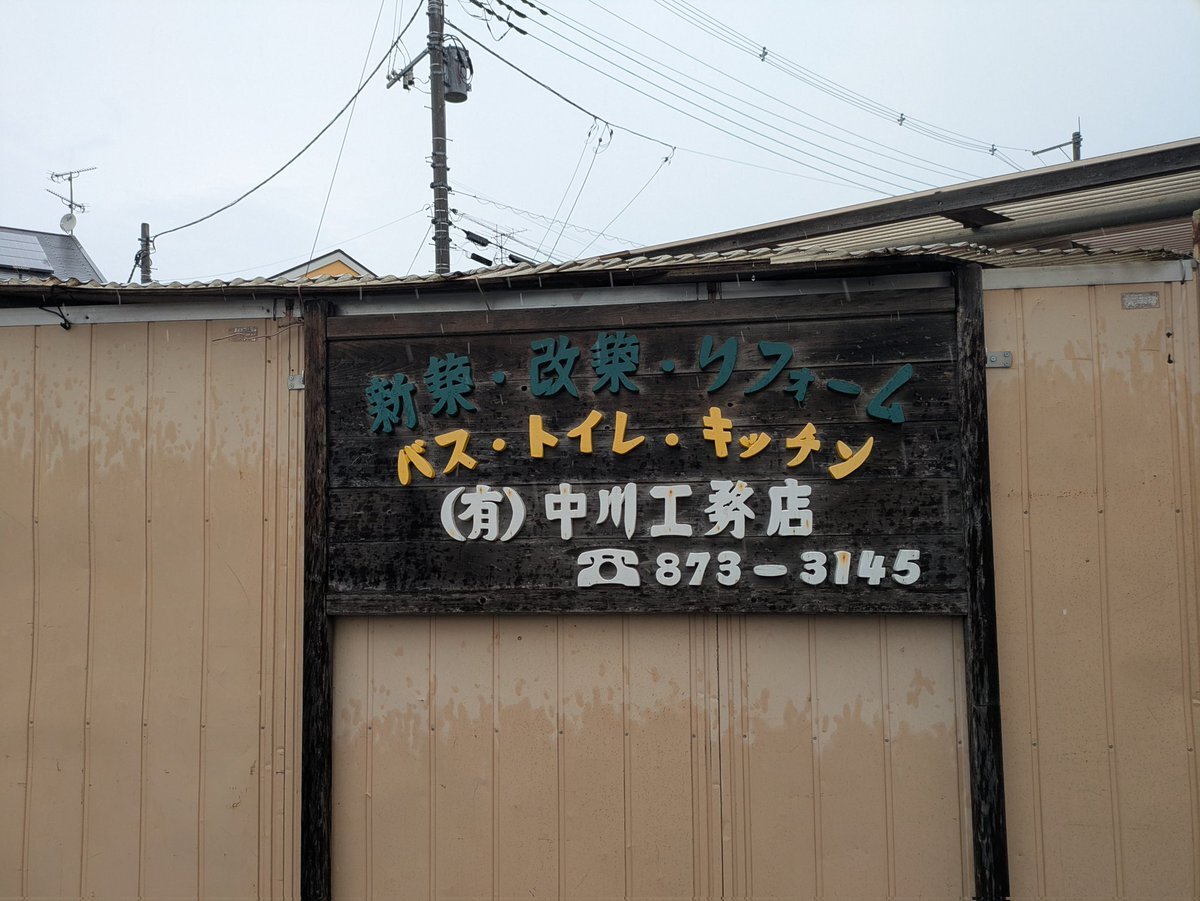 新築・改築・リフォーム
バス・トイレ・キッチン
(有)中川工務店
☎873-3145